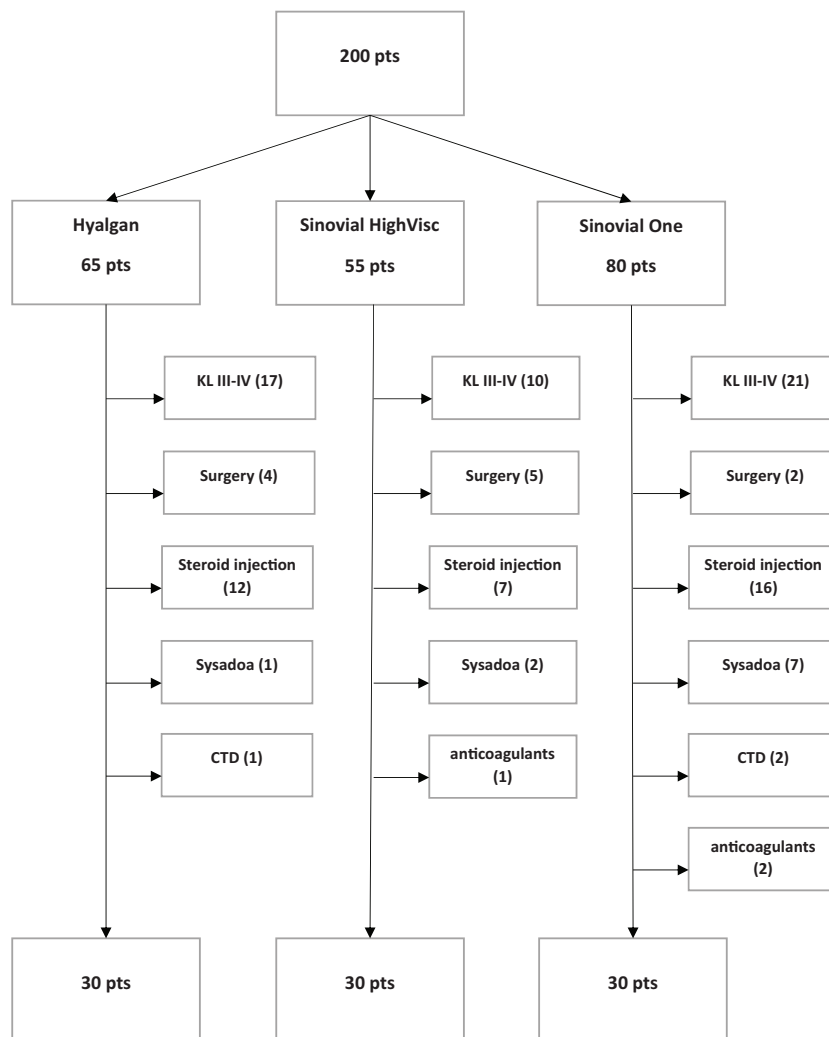 200 pts
Hyalgan
65 pts
Sinovial HighVisc
55 pts
Sinovial One
80 pts
KL III-IV (17)
KL III-IV (10)
KL III-IV (21)
Surgery (4)
Surgery (5)
Surgery (2)
Steroid injection
(12)
Steroid injection
(7)
Steroid injection
(16)
Sysadoa (1)
Sysadoa (2)
Sysadoa (7)
CTD (1)
anticoagulants
(1)
CTD (2)
anticoagulants
(2)
30 pts
30 pts
30 pts